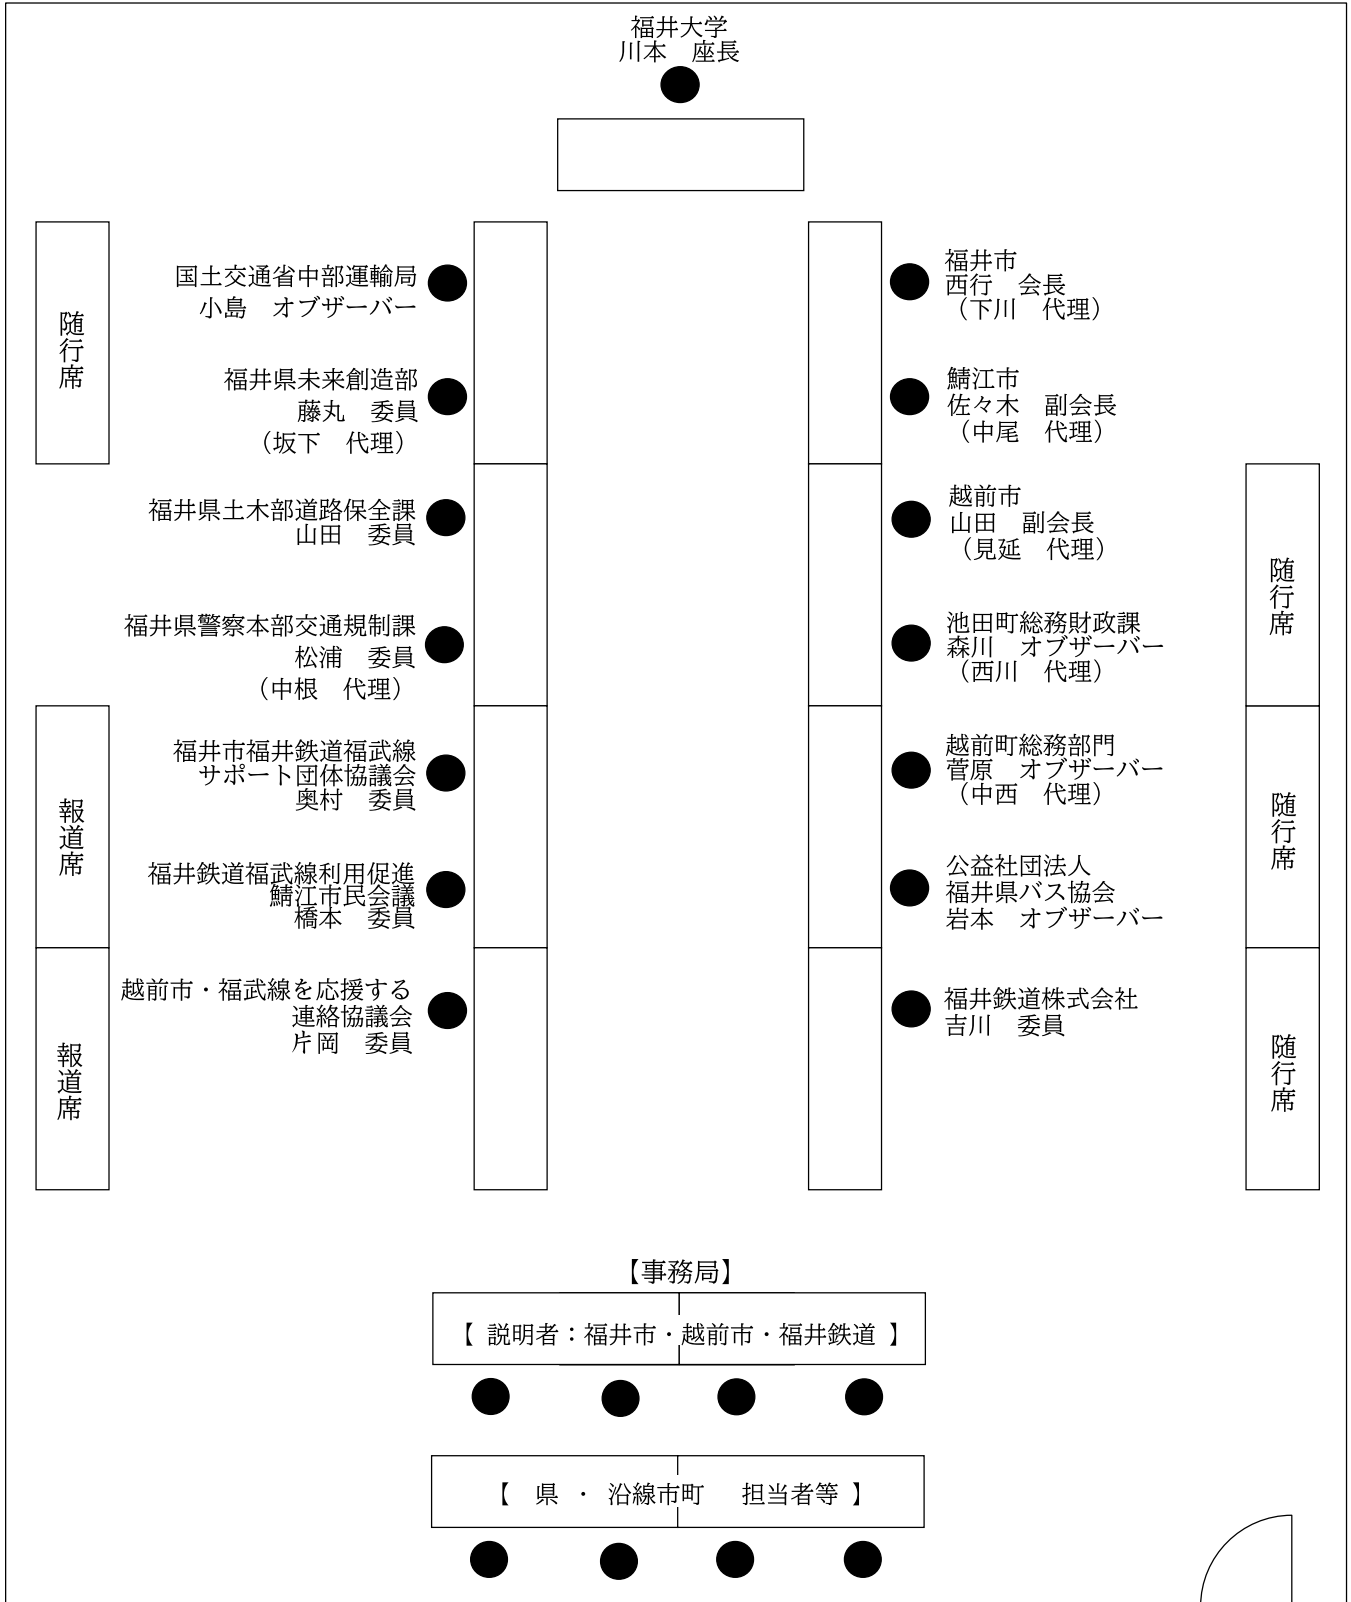 福井大学
川本　座長
随行席
国土交通省中部運輸局
小島　オブザーバー
福井県未来創造部
藤丸　委員
（坂下　代理）
福井県土木部道路保全課
山田　委員
福井県警察本部交通規制課
松浦　委員
（中根　代理）
報道席
福井市福井鉄道福武線
サポート団体協議会
奥村　委員
福井鉄道福武線利用促進
鯖江市民会議
橋本　委員
報道席
越前市・福武線を応援する
連絡協議会
片岡　委員
福井市
西行　会長
（下川　代理）
鯖江市
佐々木　副会長
（中尾　代理）
越前市
山田　副会長
（見延　代理）
随行席
池田町総務財政課
森川　オブザーバー
（西川　代理）
越前町総務部門
菅原　オブザーバー
（中西　代理）
随行席
公益社団法人
福井県バス協会
岩本　オブザーバー
福井鉄道株式会社
吉川　委員
随行席
【事務局】
【 説明者：福井市・越前市・福井鉄道 】
【　県 ・ 沿線市町　 担当者等 】